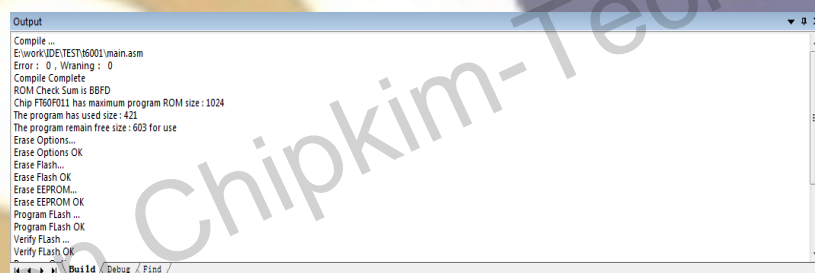 Output
Compile ...
E:\work\IDE\TEST\t6001\main.asm
Error : 0 , Wraning : 0
Compile Complete
ROM Check Sum is BBFD
Chip FT60F011 has maximum program ROM size : 1024
The program has used size : 421
The program remain free size : 603 for use
Erase Options...
Erase Options OK
Erase Flash...
Erase Flash OK
Erase EEPROM...
Erase EEPROM OK
Program FLash ...
Program FLash OK
Verify FLash ...
Verify FLash OK
Build / Debug / Find /
Chipkim-Tech